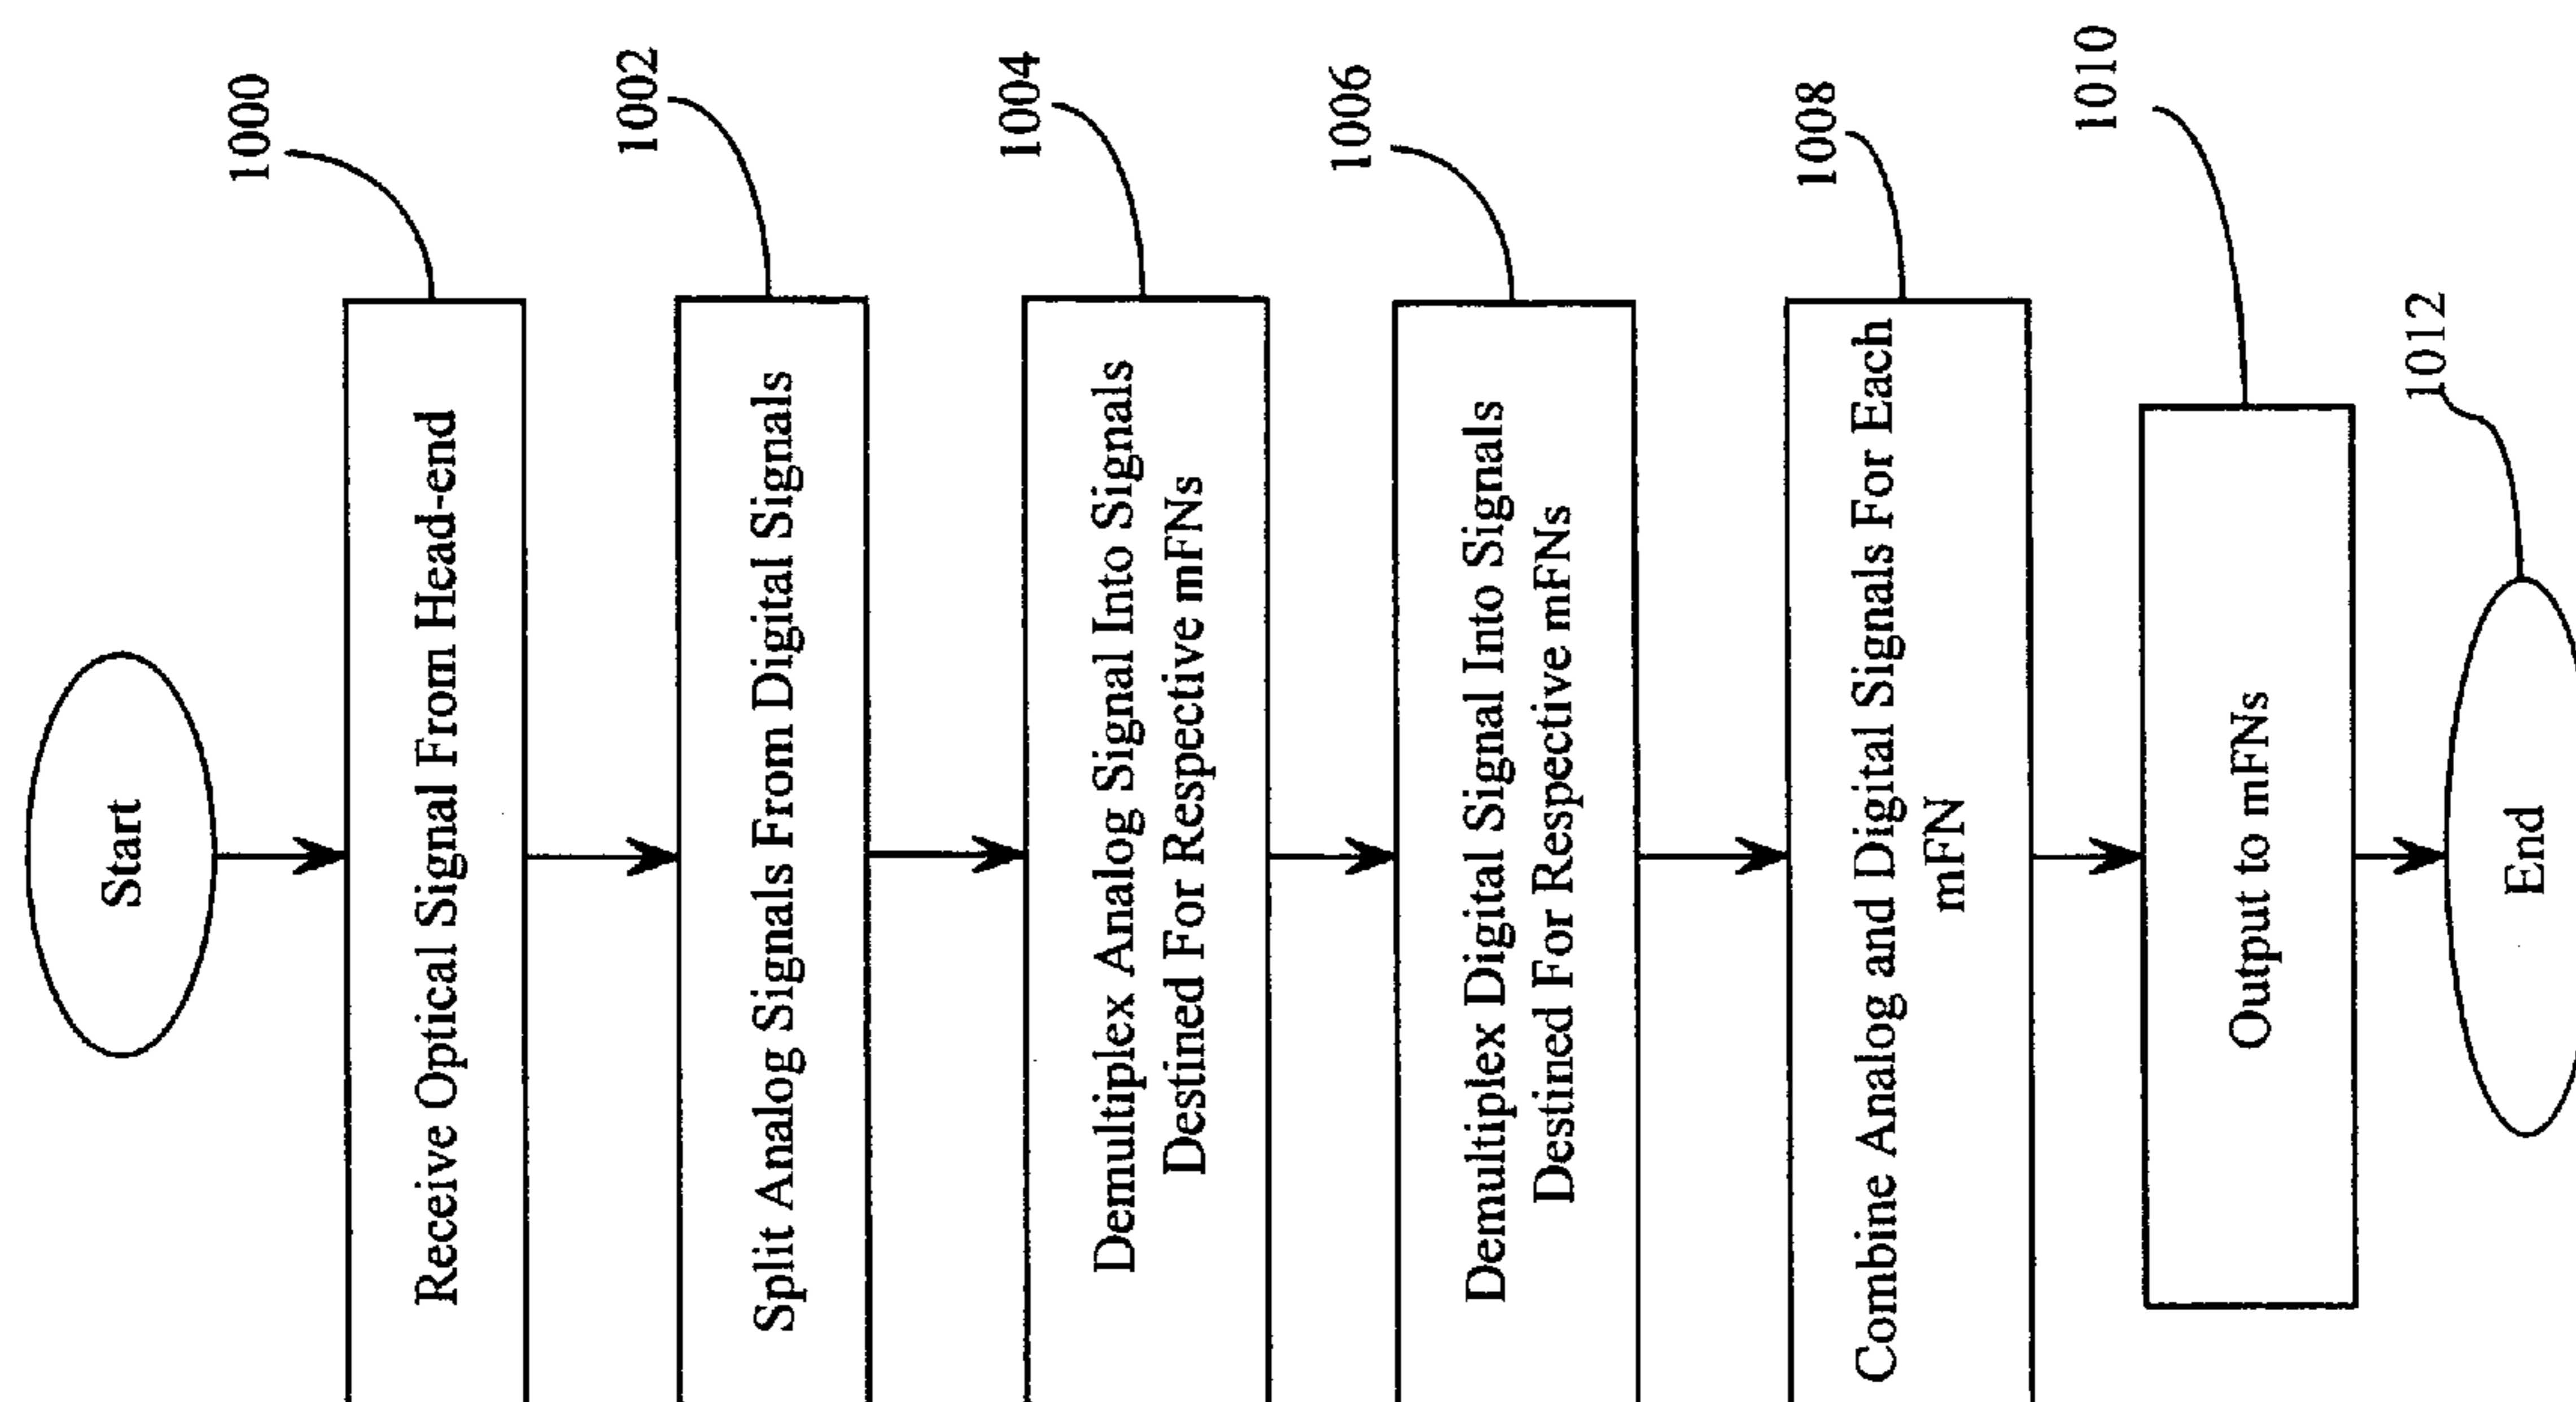 Start
1000
Receive Optical Signal From Head-end
1002
Split Analog Signals From Digital Signals
1004
Demultiplex Analog Signal Into Signals
Destined For Respective mFNs
1006
Demultiplex Digital Signal Into Signals
Destined For Respective mFNs
1008
Combine Analog and Digital Signals For Each
mFN
1010
Output to mFNs
1012
End